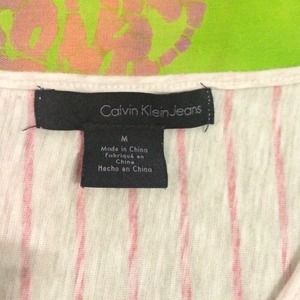 Calvin Klein Jeans
M
Made in China
Fabriqué en
Chine
Hecho en China